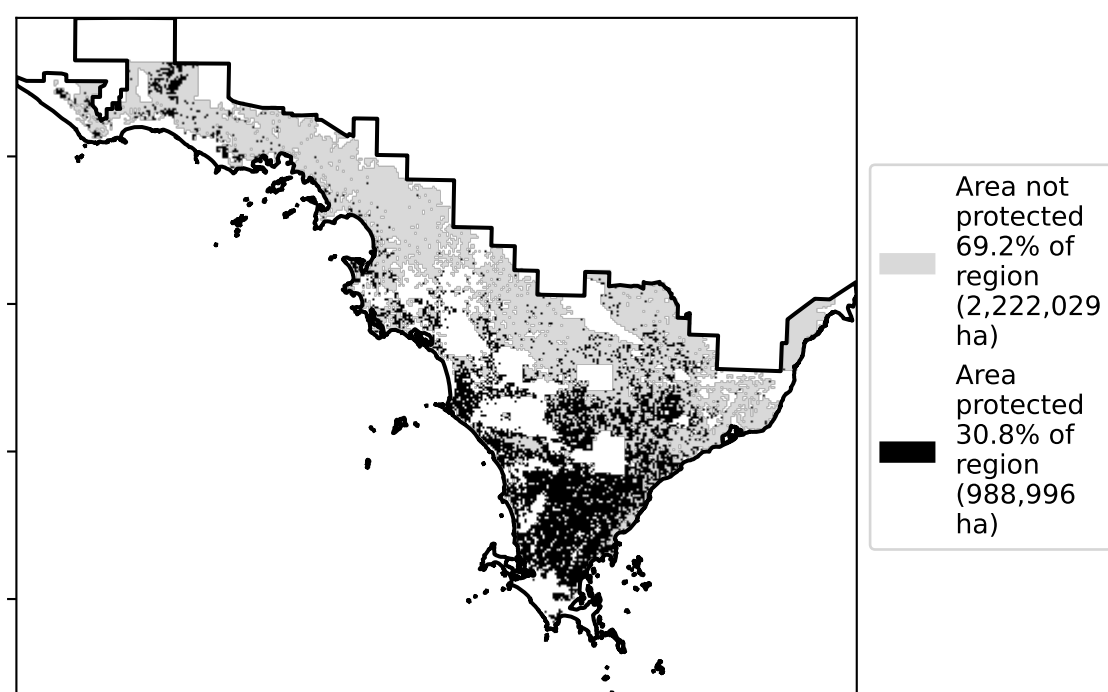 Area not
protected
69.2% of
region
(2,222,029
ha)
Area
protected
30.8% of
region
(988,996
ha)